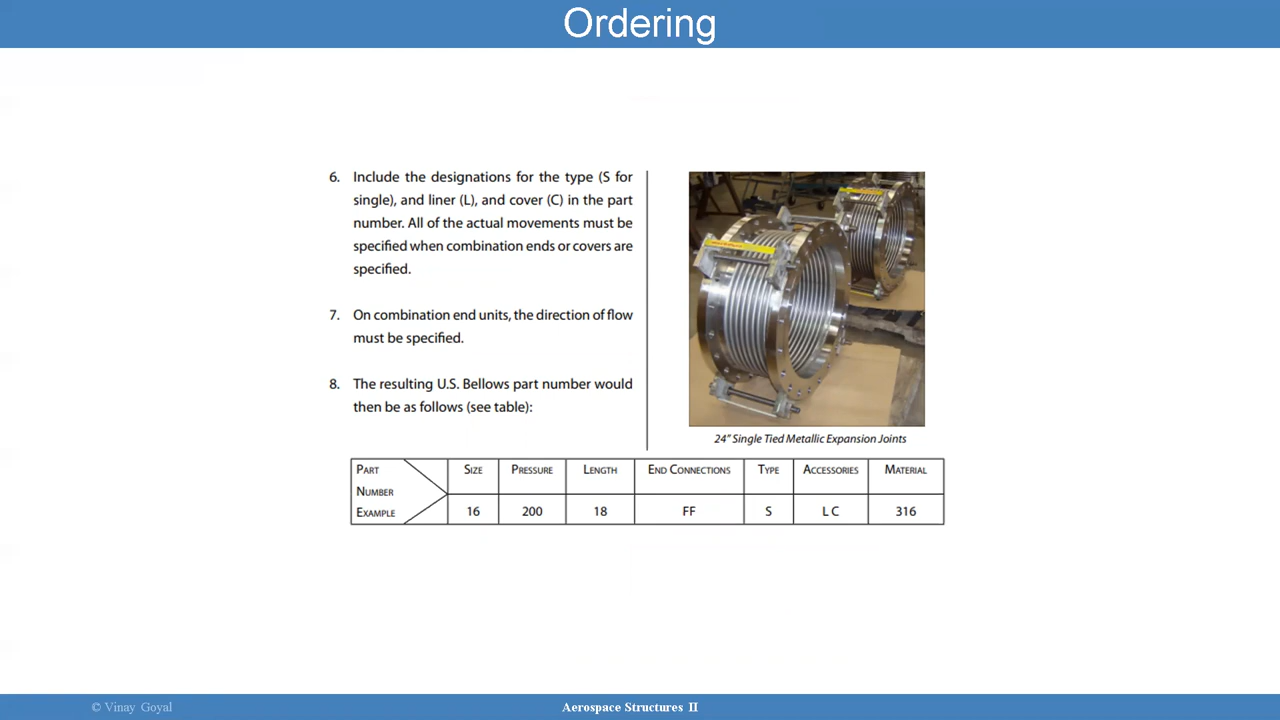 Ordering
6. Include the designations for the type (S for
single), and liner (L), and cover (C) in the part
number. All of the actual movements must be
specified when combination ends or covers are
specified.
7. On combination end units, the direction of flow
must be specified.
8. The resulting U.S. Bellows part number would
then be as follows (see table):
24" Single Tied Metallic Expansion Joints
PART NUMBER EXAMPLE
SIZE PRESSURE LENGTH END CONNECTIONS TYPE ACCESSORIES MATERIAL
16 200 18 FF S L C 316
© Vinay Goyal
Aerospace Structures II